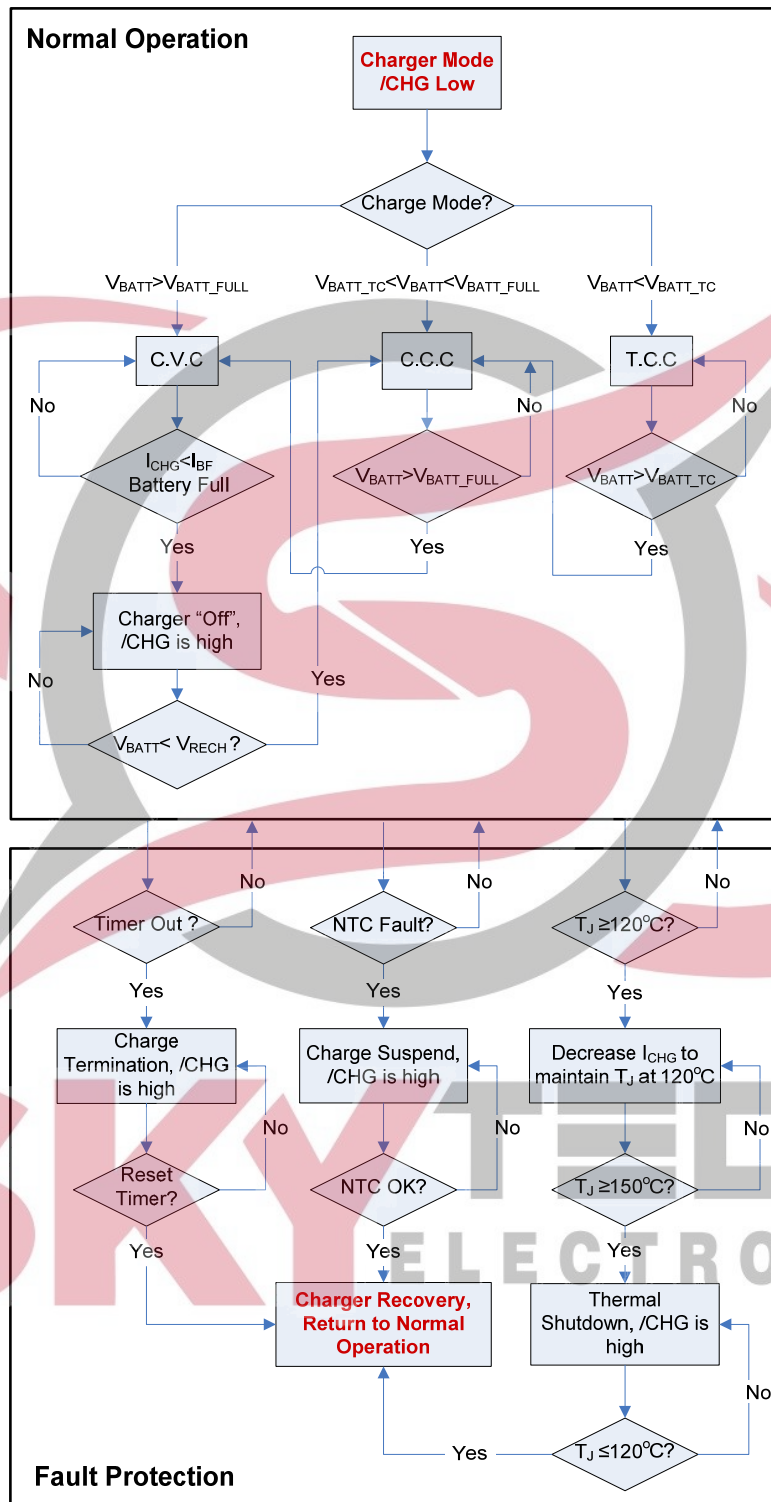 Normal Operation
Charger Mode
/CHG Low
Charge Mode?
VBATT>VBATT_FULL
VBATT_TC<VBATT<VBATT_FULL
VBATT<VBATT_TC
C.V.C
C.C.C
T.C.C
No
No
No
ICHG<IBF
Battery Full
VBATT>VBATT_FULL
VBATT>VBATT_TC
Yes
Yes
Yes
Charger “Off”,
/CHG is high
No
Yes
VBATT< VRECH ?
No
No
No
Timer Out ?
NTC Fault?
TJ ≥120°C?
Yes
Yes
Yes
Charge
Termination, /CHG
is high
Charge Suspend,
/CHG is high
Decrease ICHG to
maintain TJ at 120°C
No
No
No
Reset
Timer?
NTC OK?
TJ ≥150°C?
SKYTEC
ELECTRO
Yes
Yes
Yes
Charger Recovery,
Return to Normal
Operation
Thermal
Shutdown, /CHG is
high
No
Yes
TJ ≤120°C?
Fault Protection